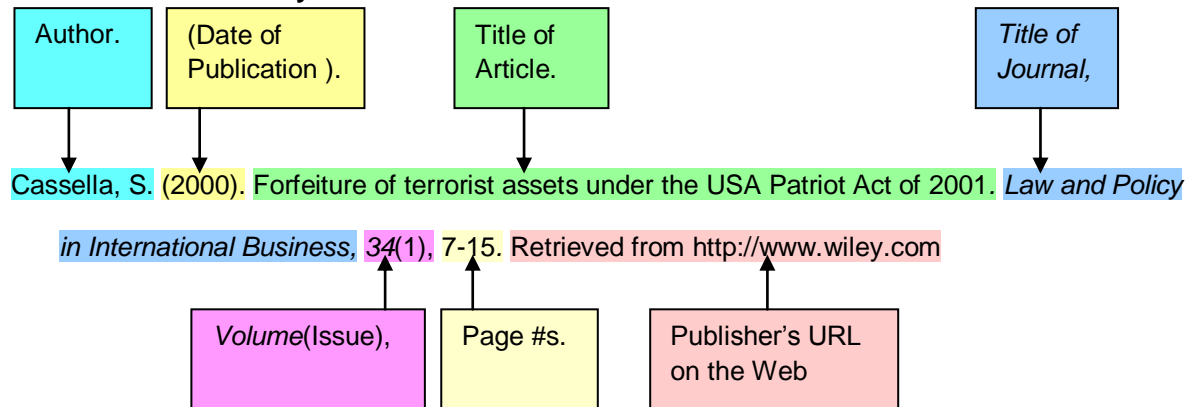 Author.
(Date of
Publication ).
Title of
Article.
Title of
Journal,
Cassella, S. (2000). Forfeiture of terrorist assets under the USA Patriot Act of 2001. Law and Policy
in International Business, 34(1), 7-15. Retrieved from http://www.wiley.com
Volume(Issue),
Page #s.
Publisher’s URL
on the Web